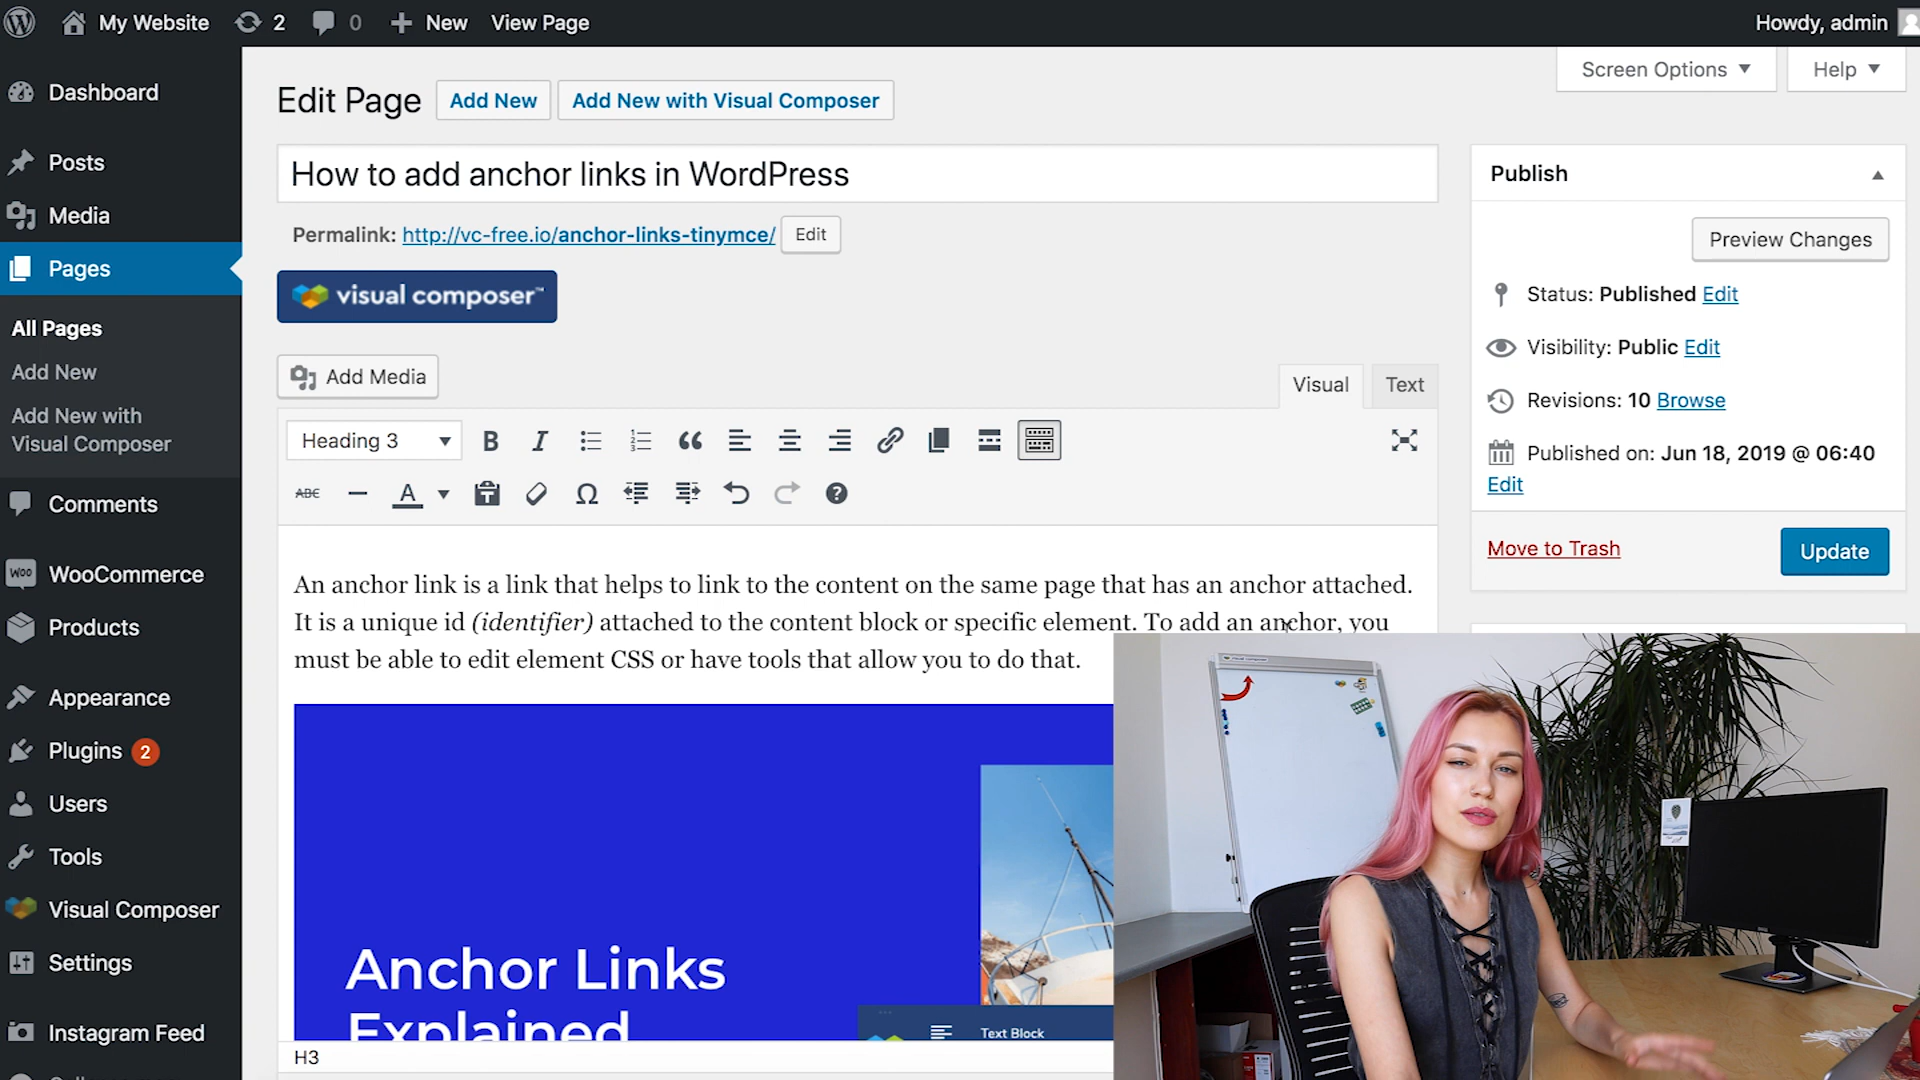 My Website
2
0
New
View Page
Howdy, admin
Dashboard
Posts
Media
Pages
All Pages
Add New
Add New with
Visual Composer
Comments
WooCommerce
Products
Appearance
Plugins 2
Users
Tools
Visual Composer
Settings
Instagram Feed
Screen Options
Help
Edit Page
Add New
Add New with Visual Composer
How to add anchor links in WordPress
Permalink: http://vc-free.io/anchor-links-tinymce/ Edit
visual composer™
Add Media
Visual
Text
Heading 3
B
I
ABC
A
An anchor link is a link that helps to link to the content on the same page that has an anchor attached.
It is a unique id (identifier) attached to the content block or specific element. To add an anchor, you
must be able to edit element CSS or have tools that allow you to do that.
Anchor Links
Explained
Text Block
H3
Publish
Preview Changes
Status: Published Edit
Visibility: Public Edit
Revisions: 10 Browse
Published on: Jun 18, 2019 @ 06:40
Edit
Move to Trash
Update